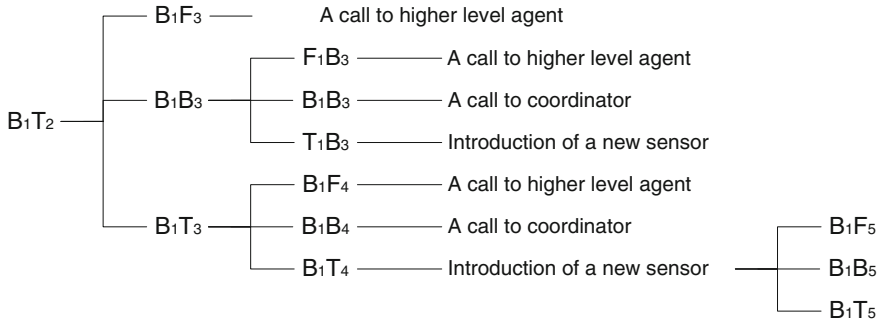 B₁F₃ A call to higher level agent
F₁B₃ A call to higher level agent
B₁B₃ B₁B₃ A call to coordinator
B₁T₂
T₁B₃ Introduction of a new sensor
B₁F₄ A call to higher level agent
B₁T₃ B₁B₄ A call to coordinator B₁F₅
B₁T₄ Introduction of a new sensor B₁B₅
B₁T₅